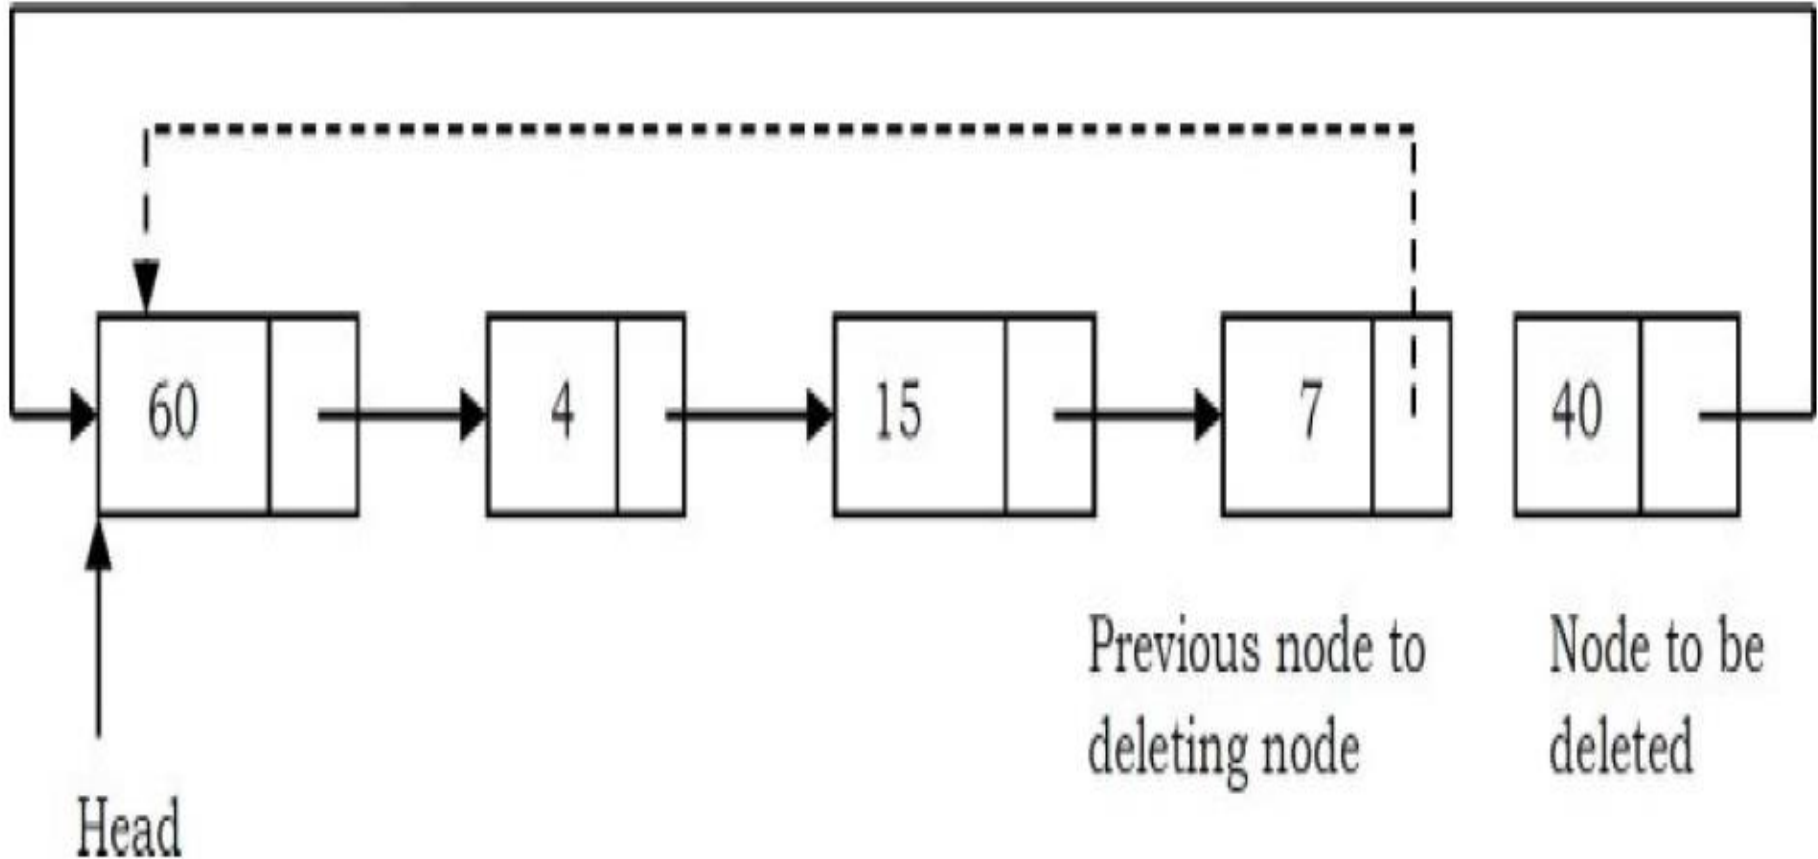 60 4 15 7 40
Previous node to
deleting node
Node to be
deleted
Head